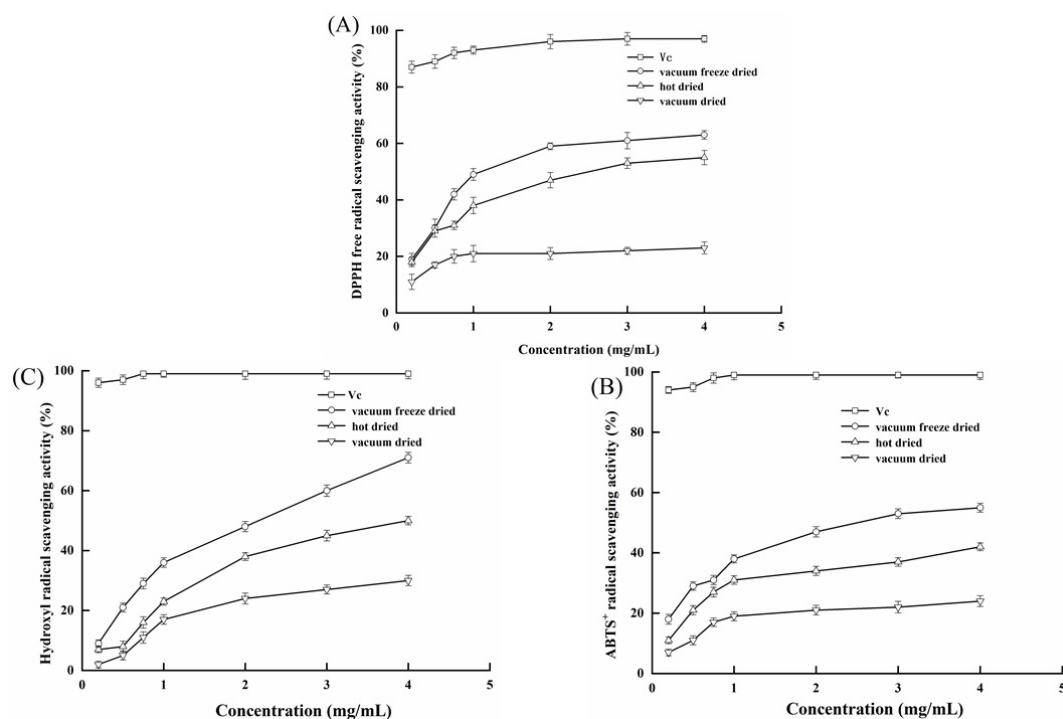 (A)
DPPH free radical scavenging activity (%)
100
80
60
40
20
0
Vc
vacuum freeze dried
hot dried
vacuum dried
0
1
2
3
4
5
Concentration (mg/mL)
(C)
Hydroxyl radical scavenging activity (%)
100
80
60
40
20
0
Vc
vacuum freeze dried
hot dried
vacuum dried
0
1
2
3
4
5
Concentration (mg/mL)
(B)
ABTS⁺ radical scavenging activity (%)
100
80
60
40
20
0
Vc
vacuum freeze dried
hot dried
vacuum dried
0
1
2
3
4
5
Concentration (mg/mL)